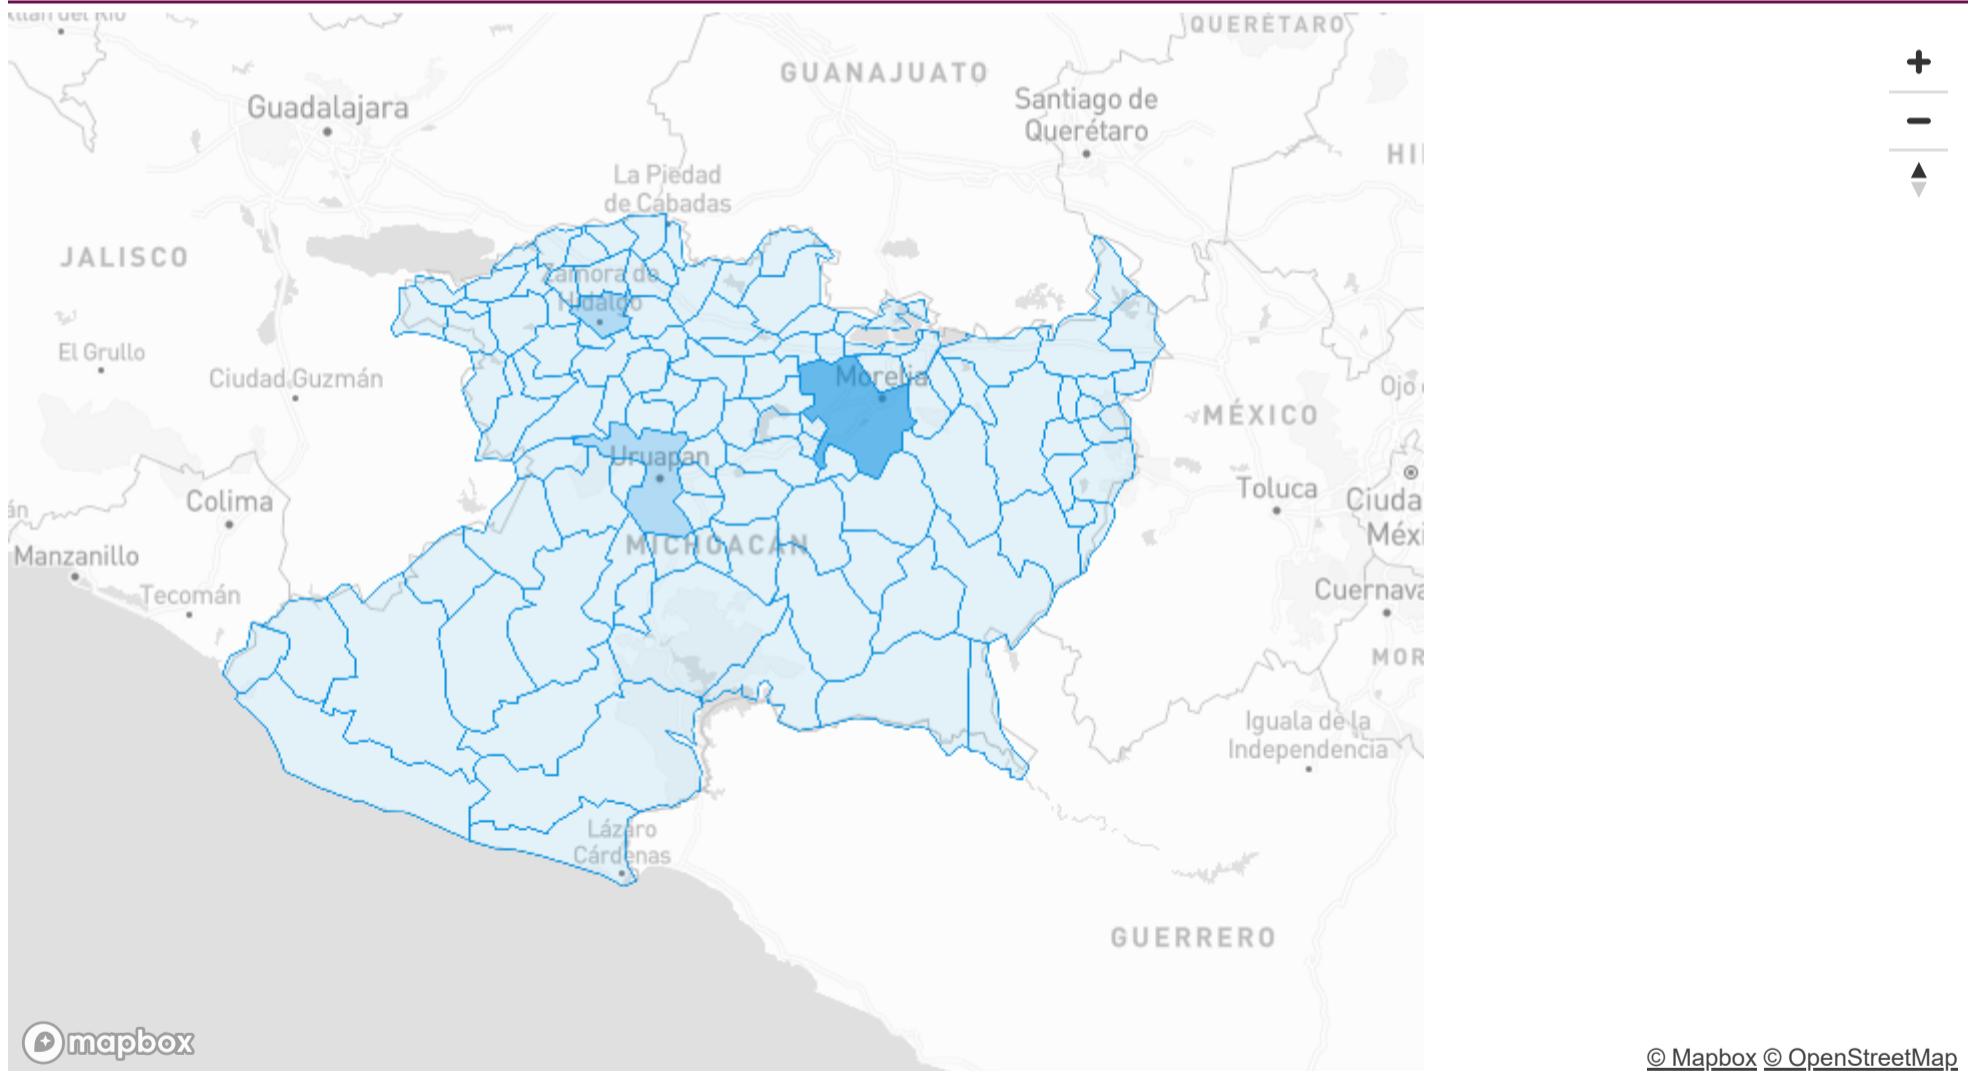 QUERÉTARO
GUANAJUATO
Guadalajara
Santiago de
Querétaro
HI
La Piedad
de Cabadas
JALISCO
Zamora de
Hidalgo
El Grullo
Ciudad Guzmán
Morelia
Ojo
MÉXICO
Uruapan
Colima
Toluca
Ciuda
Méxi
MICHOACÁN
Manzanillo
Tecomán
Cuernava
MOR
Iguala de la
Independencia
Lázaro
Cárdenas
GUERRERO
mapbox
© Mapbox © OpenStreetMap